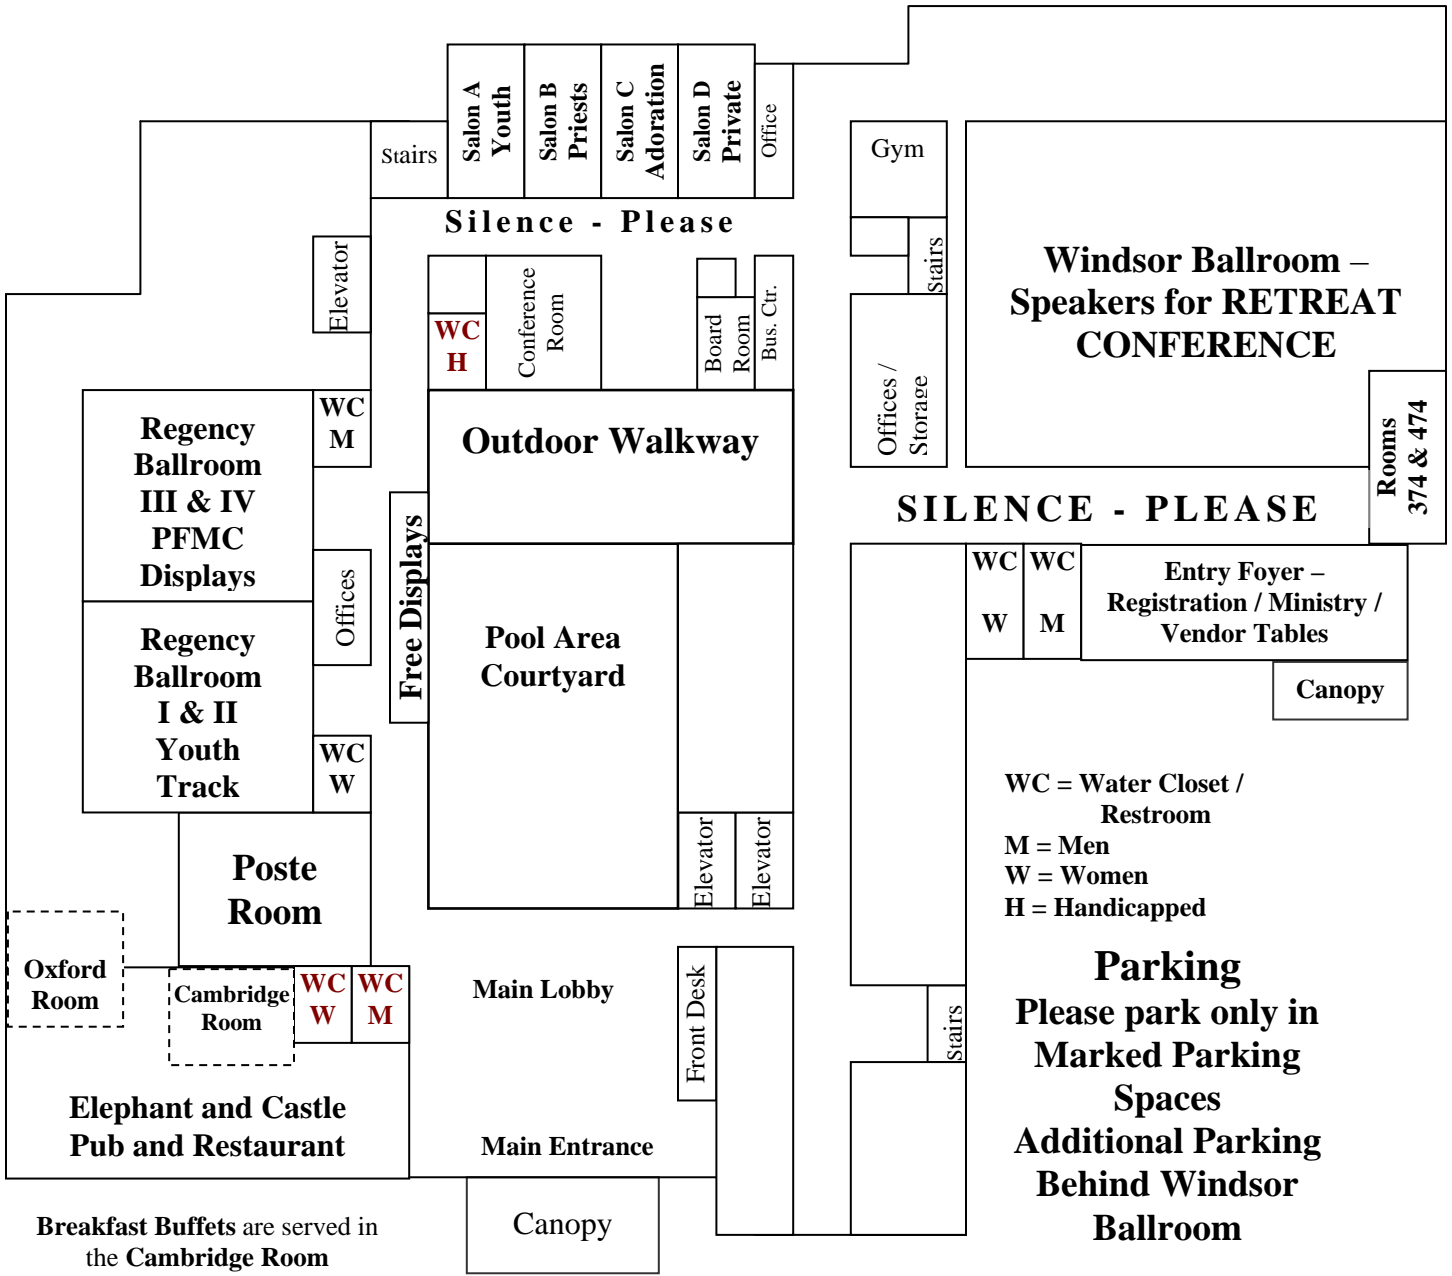 Stairs
Salon A
Youth
Salon B
Priests
Salon C
Adoration
Salon D
Private
Office
Gym
Silence - Please
Elevator
WC
H
Conference
Room
Board
Room
Bus. Ctr.
Stairs
Offices /
Storage
Windsor Ballroom –
Speakers for RETREAT
CONFERENCE
Rooms
374 & 474
Regency
Ballroom
III & IV
PFMC
Displays
WC
M
Outdoor Walkway
SILENCE - PLEASE
Free Displays
Offices
Regency
Ballroom
I & II
Youth
Track
WC
W
Pool Area
Courtyard
WC
W
WC
M
Entry Foyer –
Registration / Ministry /
Vendor Tables
Canopy
Elevator
Elevator
WC = Water Closet /
Restroom
M = Men
W = Women
H = Handicapped
Poste
Room
Oxford
Room
Cambridge
Room
WC
W
WC
M
Main Lobby
Front Desk
Stairs
Parking
Please park only in
Marked Parking
Spaces
Additional Parking
Behind Windsor
Ballroom
Elephant and Castle
Pub and Restaurant
Main Entrance
Canopy
Breakfast Buffets are served in
the Cambridge Room